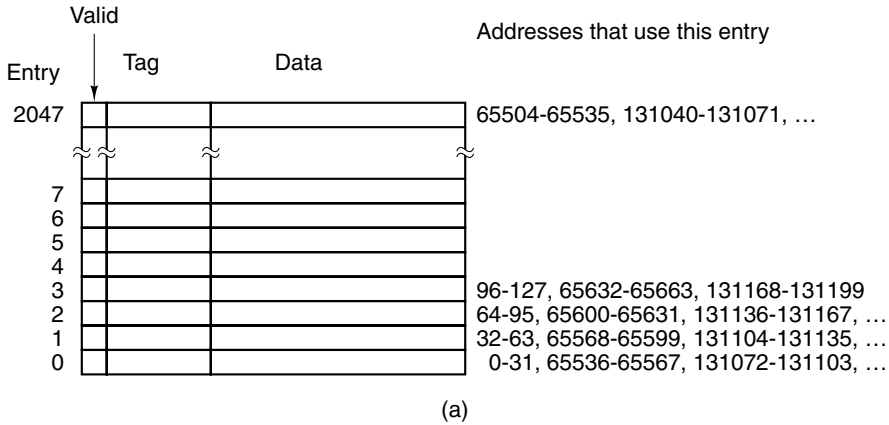 Valid
Addresses that use this entry
Entry Tag Data
2047 65504-65535, 131040-131071, …
7
6
5
4
3 96-127, 65632-65663, 131168-131199
2 64-95, 65600-65631, 131136-131167, …
1 32-63, 65568-65599, 131104-131135, …
0 0-31, 65536-65567, 131072-131103, …
(a)